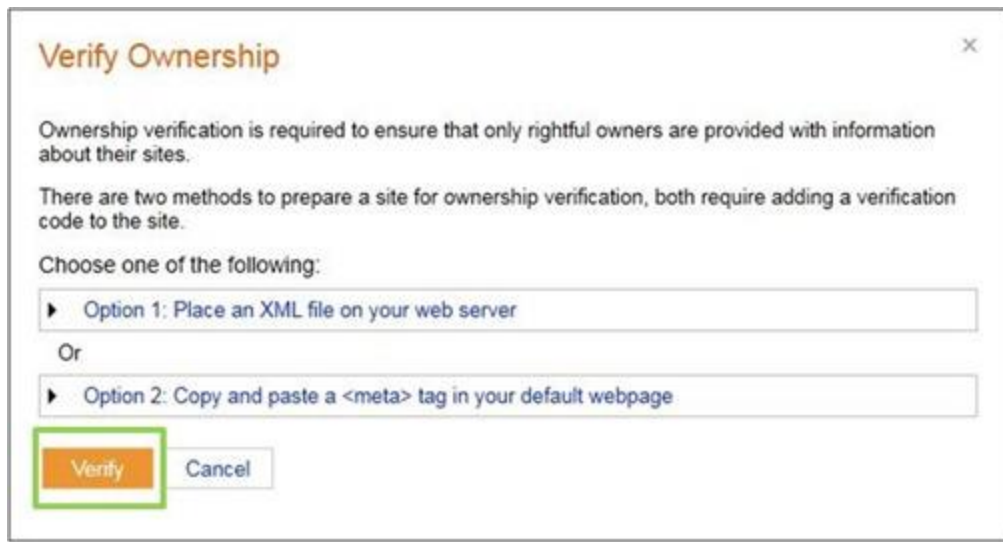 Verify Ownership
Ownership verification is required to ensure that only rightful owners are provided with information
about their sites.
There are two methods to prepare a site for ownership verification, both require adding a verification
code to the site.
Choose one of the following:
Option 1: Place an XML file on your web server
Or
Option 2: Copy and paste a <meta> tag in your default webpage
Verify Cancel